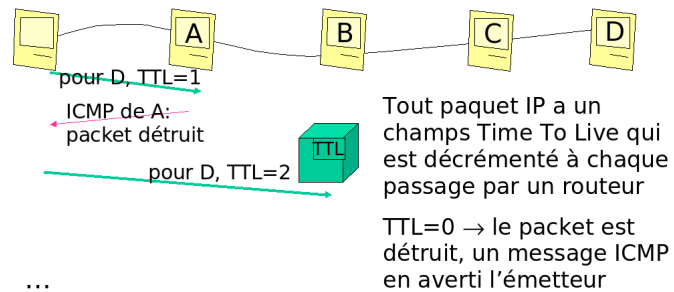 A
B
C
D
pour D, TTL=1
ICMP de A:
packet détruit
TTL
pour D, TTL=2
...
Tout paquet IP a un
champs Time To Live qui
est décrémenté à chaque
passage par un routeur
TTL=0 → le packet est
détruit, un message ICMP
en averti l’émetteur